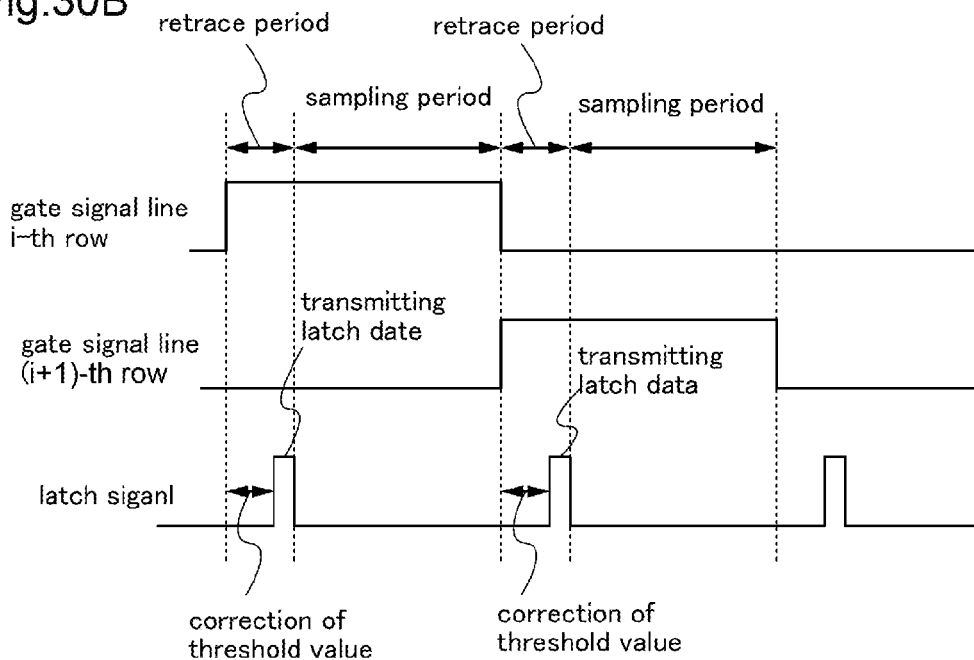 Fig.30B
retrace period
retrace period
sampling period
sampling period
gate signal line
i-th row
transmitting
latch date
gate signal line
(i+1)-th row
transmitting
latch data
latch siganl
correction of
threshold value
correction of
threshold value